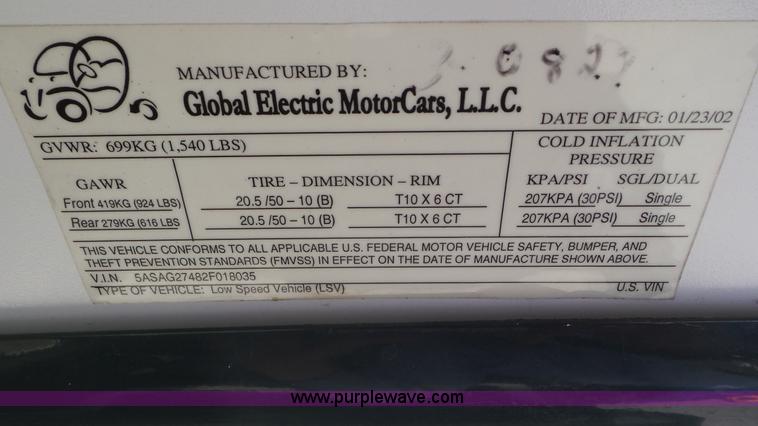 MANUFACTURED BY:
Global Electric MotorCars, L.L.C.
DATE OF MFG: 01/23/02
GVWR: 699KG (1,540 LBS)
COLD INFLATION
PRESSURE
GAWR TIRE – DIMENSION – RIM KPA/PSI SGL/DUAL
Front 419KG (924 LBS) 20.5 /50 – 10 (B) T10 X 6 CT 207KPA (30PSI) Single
Rear 279KG (616 LBS) 20.5 /50 – 10 (B) T10 X 6 CT 207KPA (30PSI) Single
THIS VEHICLE CONFORMS TO ALL APPLICABLE U.S. FEDERAL MOTOR VEHICLE SAFETY, BUMPER, AND
THEFT PREVENTION STANDARDS (FMVSS) IN EFFECT ON THE DATE OF MANUFACTURE SHOWN ABOVE.
V.I.N. 5ASAG27482F018035
TYPE OF VEHICLE: Low Speed Vehicle (LSV) U.S. VIN
www.purplewave.com